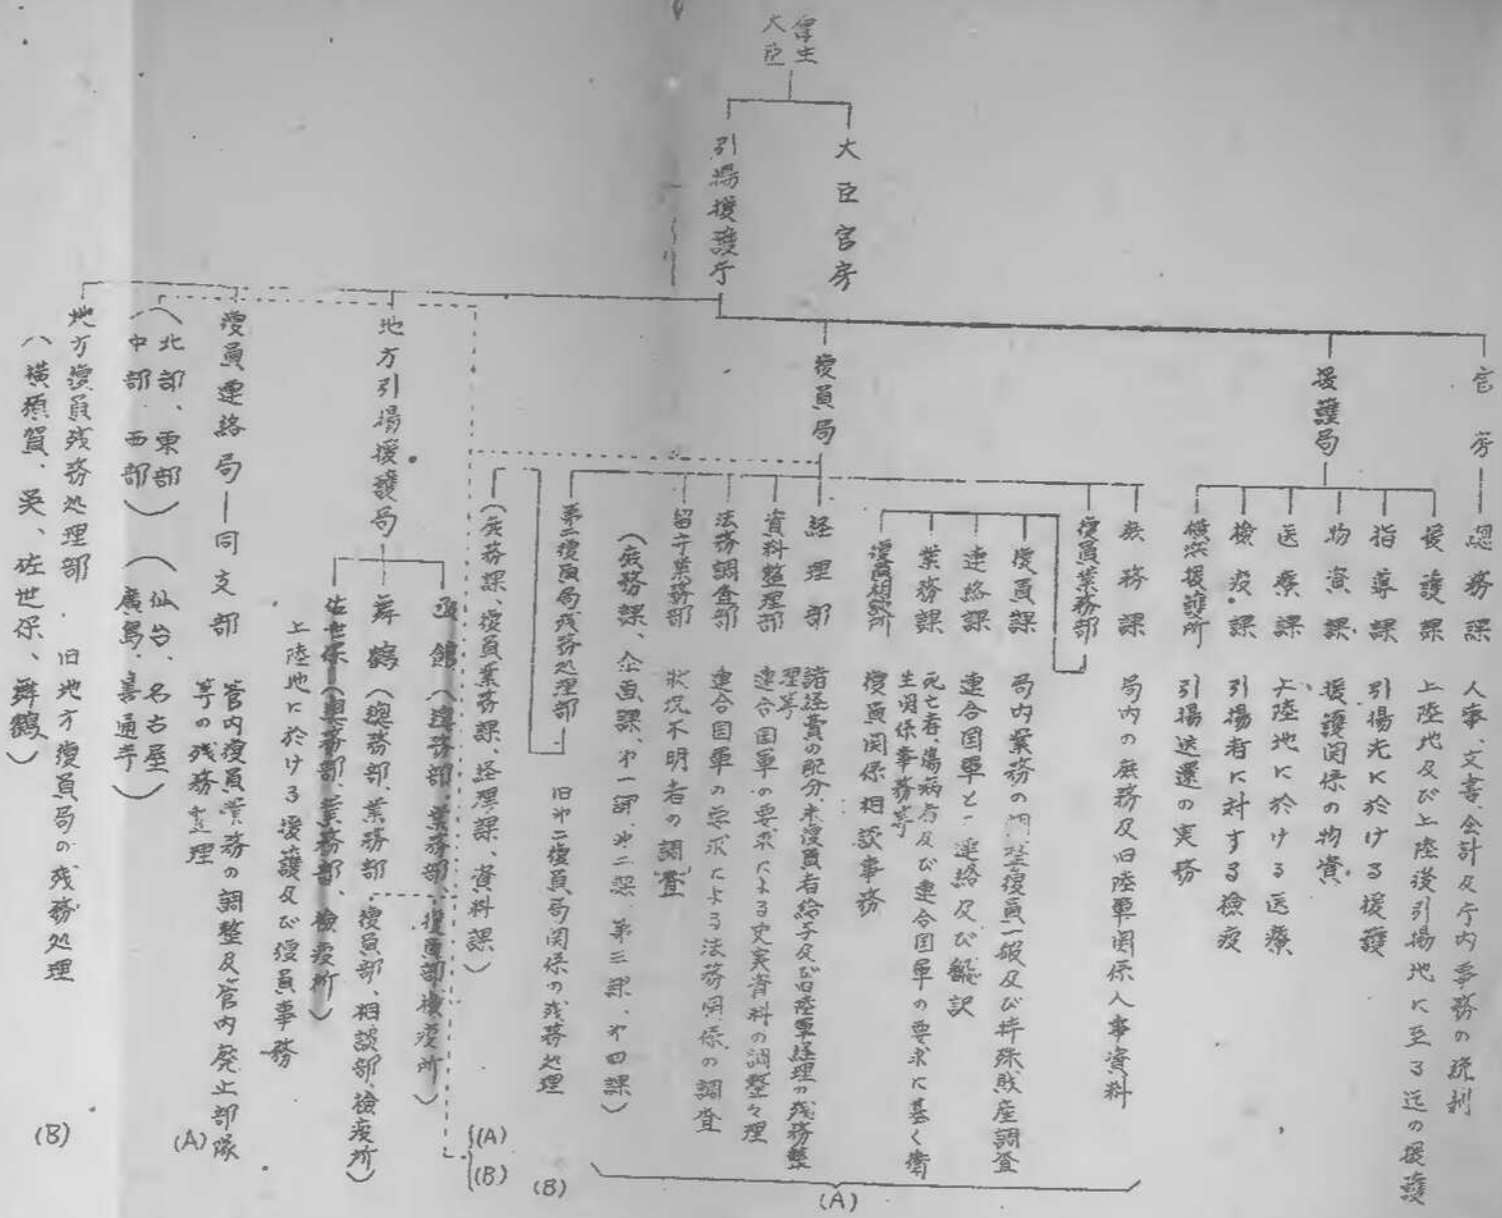 厚生
大臣
大臣官房
引揚援護庁
官房
総務課
人事、文書、会計及庁内事務の統制
援護局
援護課
上陸地及び上陸後引揚地に至る迄の援護
指導課
引揚先に於ける援護
物資課
援護関係の物資
医療課
上陸地に於ける医療
検疫課
引揚者に対する検疫
横浜援護所
引揚送還の実務
復員局
庶務課
局内の庶務及旧陸軍関係人事資料
復員業務部
復員課
局内業務の調整復員一般及び特殊財産調査
連絡課
連合国軍との連絡及び飜訳
業務課
死亡者、傷病者及び連合国軍の要求に基く衛
生関係事務等
復員相談所
復員関係相談事務
経理部
諸経費の配分、未復員者給与及び旧陸軍経理の残務整
理等
資料整理部
連合国軍の要求による史実資料の調整々理
法務調査部
連合国軍の要求による法務関係の調査
留守業務部
状況不明者の調査
(庶務課、企画課、第一課、第二課、第三課、第四課)
(A)
第二復員局残務処理部
旧第二復員局関係の残務処理
(B)
(庶務課、復員業務課、経理課、資料課)
地方引揚援護局
函館(総務部、業務部、復員部、検疫所)
舞鶴(総務部、業務部、復員部、相談部、検疫所)
佐世保(総務部、業務部、検疫所)
上陸地に於ける援護及び復員事務
(A)
(B)
復員連絡局―同支部
管内復員業務の調整及管内廃止部隊
等の残務整理
(北部、東部
中部、西部)
(仙台、名古屋
広島、善通寺)
(A)
地方復員残務処理部
旧地方復員局の残務処理
(横須賀、呉、佐世保、舞鶴)
(B)